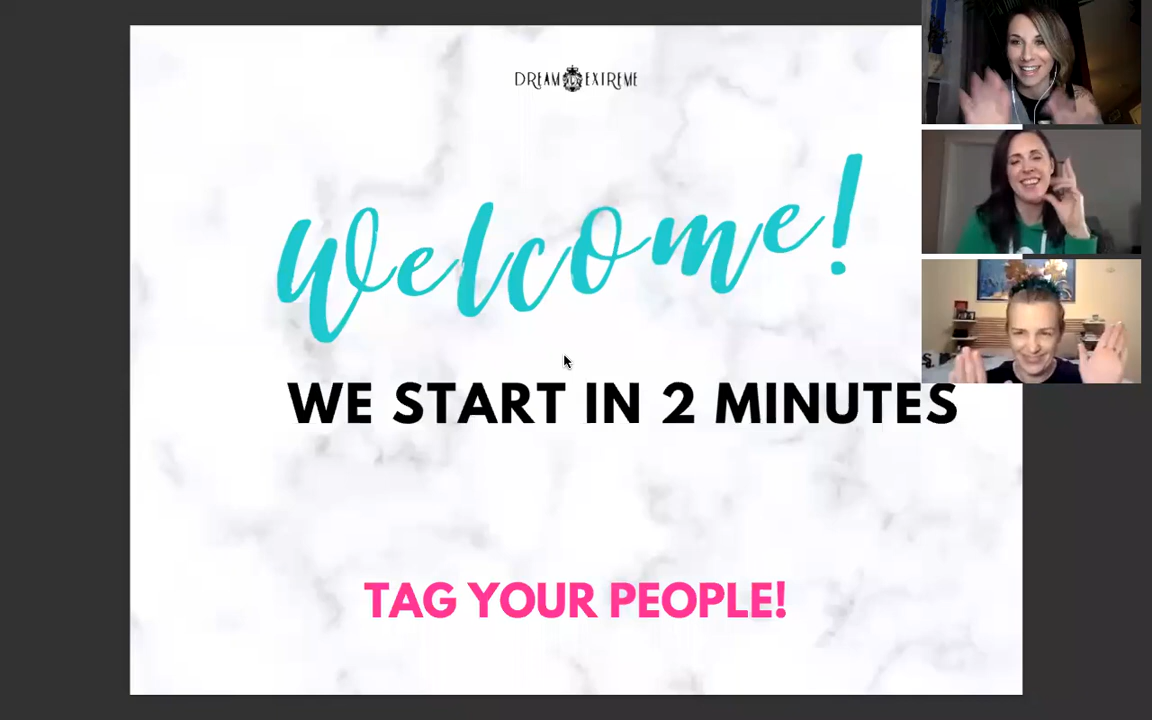 DREAM EXTREME
Welcome!
WE START IN 2 MINUTES
TAG YOUR PEOPLE!